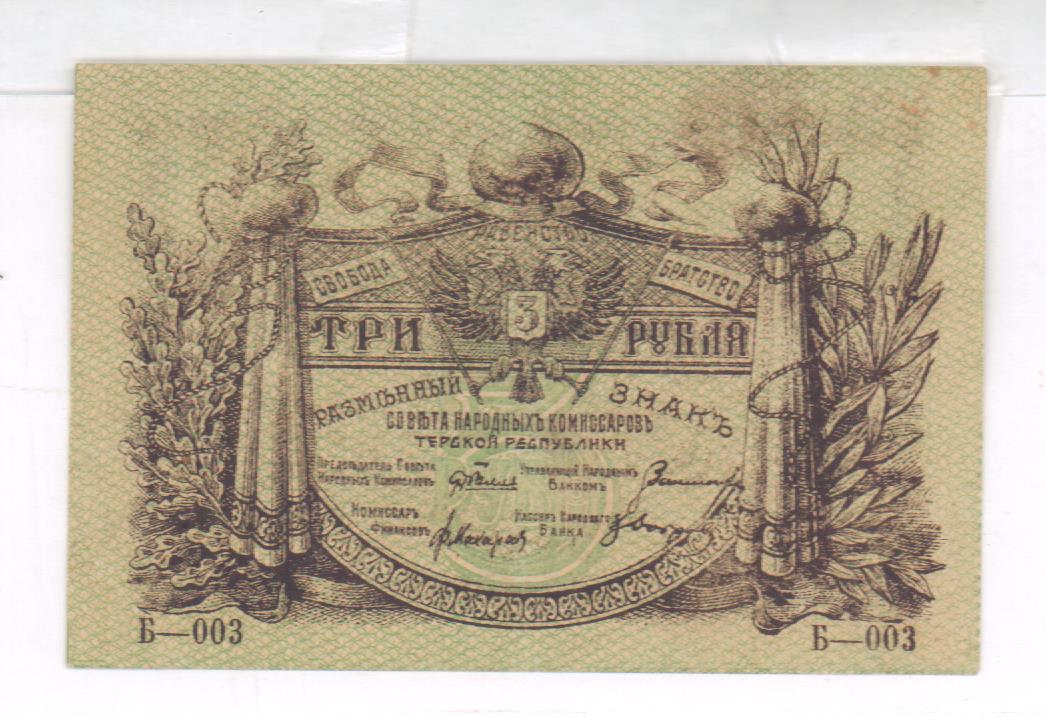 РАВЕНСТВО
СВОБОДА
БРАТСТВО
3
ТРИ РУБЛЯ
РАЗМѢННЫЙ ЗНАКЪ
СОВѢТА НАРОДНЫХЪ КОМИССАРОВЪ
ТЕРСКОЙ РЕСПУБЛИКИ
ПРЕДСѢДАТЕЛЬ СОВѢТА
НАРОДНЫХЪ КОМИССАРОВЪ
УПРАВЛЯЮЩІЙ НАРОДНЫМЪ
БАНКОМЪ
КОМИССАРЪ
ФИНАНСОВЪ
КАССИРЪ НАРОДНАГО
БАНКА
Б—003
Б—003